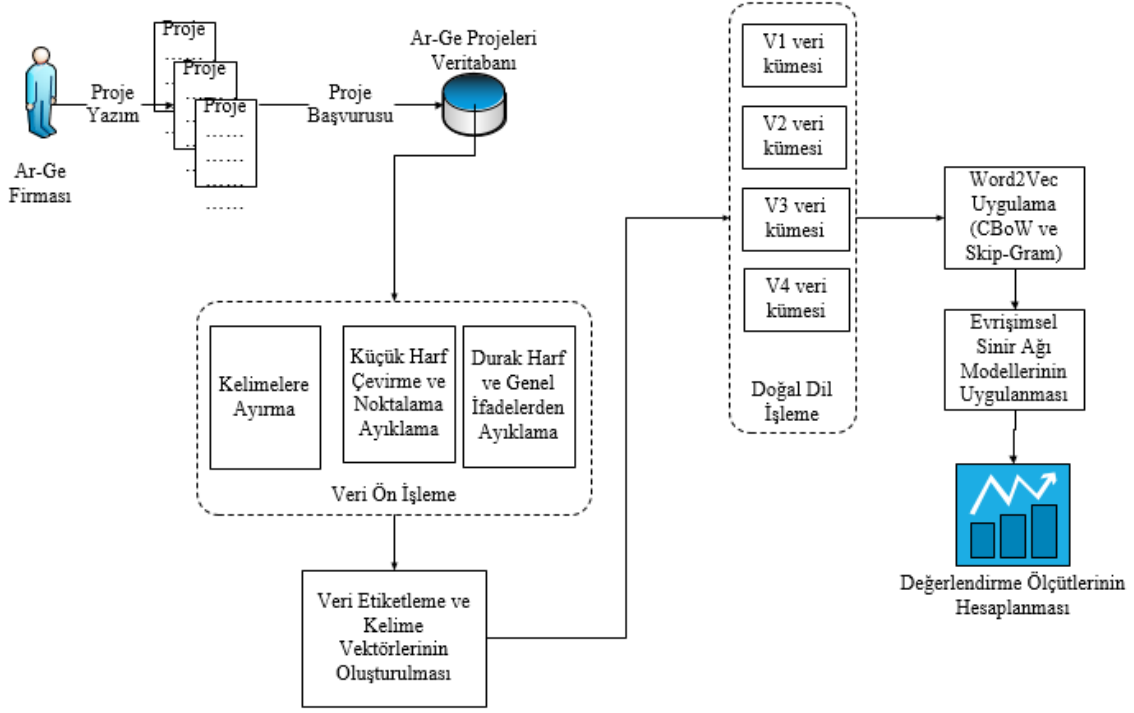 Proje
......
......
Proje
......
......
Proje
......
......
......
......
Ar-Ge
Firması
Proje
Yazım
Proje
Başvurusu
Ar-Ge Projeleri
Veritabanı
Kelimelere
Ayırma
Küçük Harf
Çevirme ve
Noktalama
Ayıklama
Durak Harf
ve Genel
İfadelerden
Ayıklama
Veri Ön İşleme
Veri Etiketleme ve
Kelime
Vektörlerinin
Oluşturulması
V1 veri
kümesi
V2 veri
kümesi
V3 veri
kümesi
V4 veri
kümesi
Doğal Dil
İşleme
Word2Vec
Uygulama
(CBoW ve
Skip-Gram)
Evrişimsel
Sinir Ağı
Modellerinin
Uygulanması
Değerlendirme Ölçütlerinin
Hesaplanması